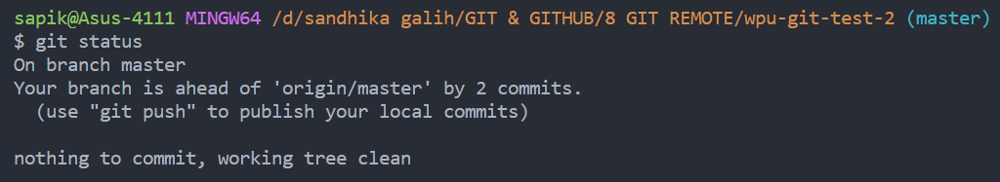 sapik@Asus-4111 MINGW64 /d/sandhika galih/GIT & GITHUB/8 GIT REMOTE/wpu-git-test-2 (master)
$ git status
On branch master
Your branch is ahead of 'origin/master' by 2 commits.
  (use "git push" to publish your local commits)

nothing to commit, working tree clean